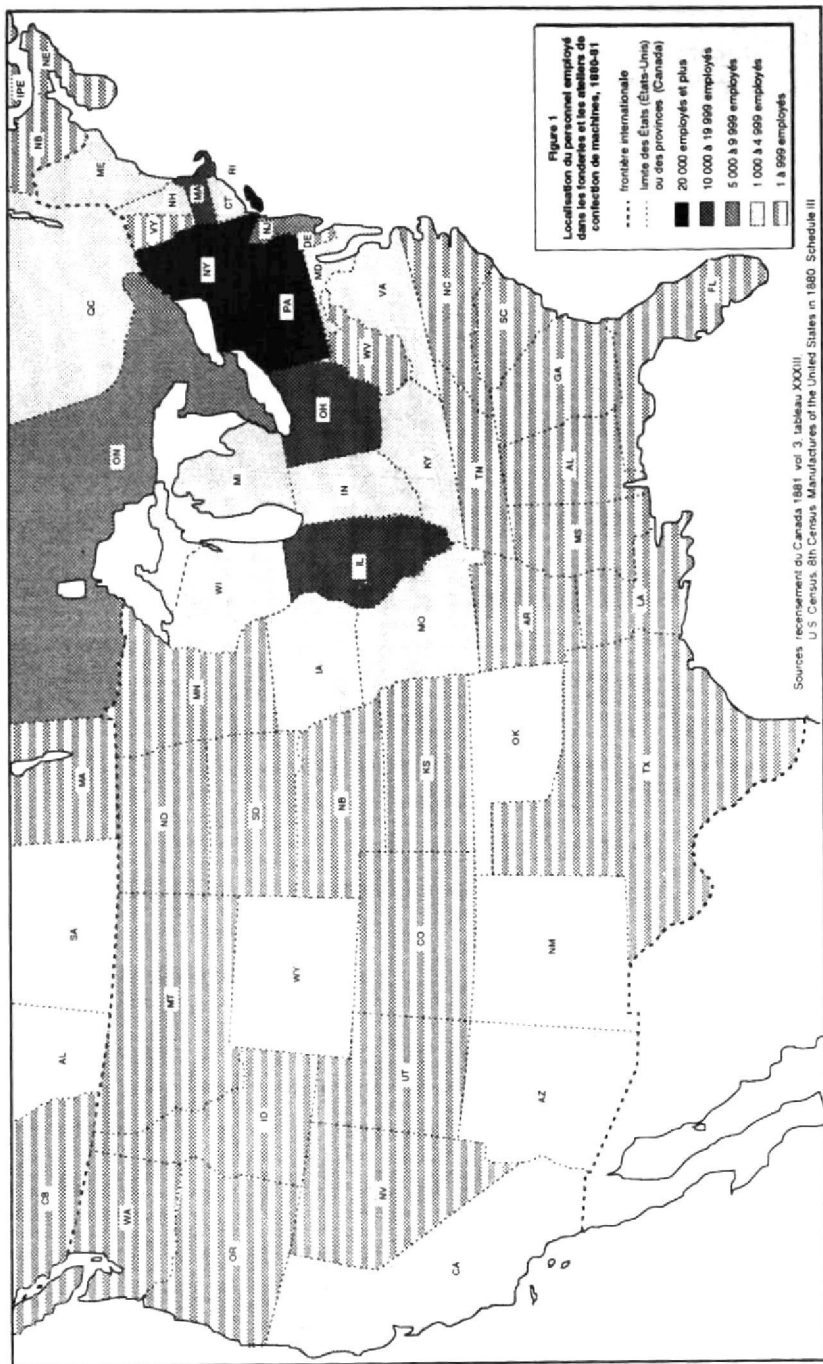 Figure 1
Localisation du personnel employé
dans les fonderies et les ateliers de
confection de machines, 1880-81
frontière internationale
limite des États (États-Unis)
ou des provinces (Canada)
20 000 employés et plus
10 000 à 19 999 employés
5 000 à 9 999 employés
1 000 à 4 999 employés
1 à 999 employés
CB
AL
SA
MA
ON
QC
NB
IPE
NE
WA
MT
ND
MN
WI
MI
NY
VY
NH
ME
MA
CT
RI
OR
ID
WY
SD
IA
IL
IN
OH
PA
NJ
DE
MD
NV
UT
CO
NB
KS
MO
KY
WV
VA
CA
AZ
NM
OK
TX
AR
TN
NC
SC
LA
MS
AL
GA
FL
Sources: recensement du Canada 1881 vol 3, tableau XXXIII,
U S Census, 8th Census Manufactures of the United States in 1880 Schedule III